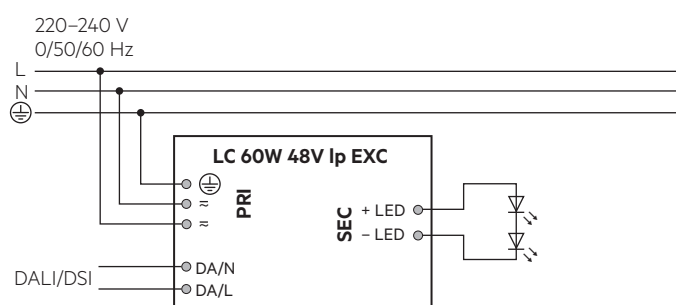 220–240 V
0/50/60 Hz
L
N
LC 60W 48V lp EXC
PRI
≂
≂
SEC
+ LED
– LED
DALI/DSI
DA/N
DA/L